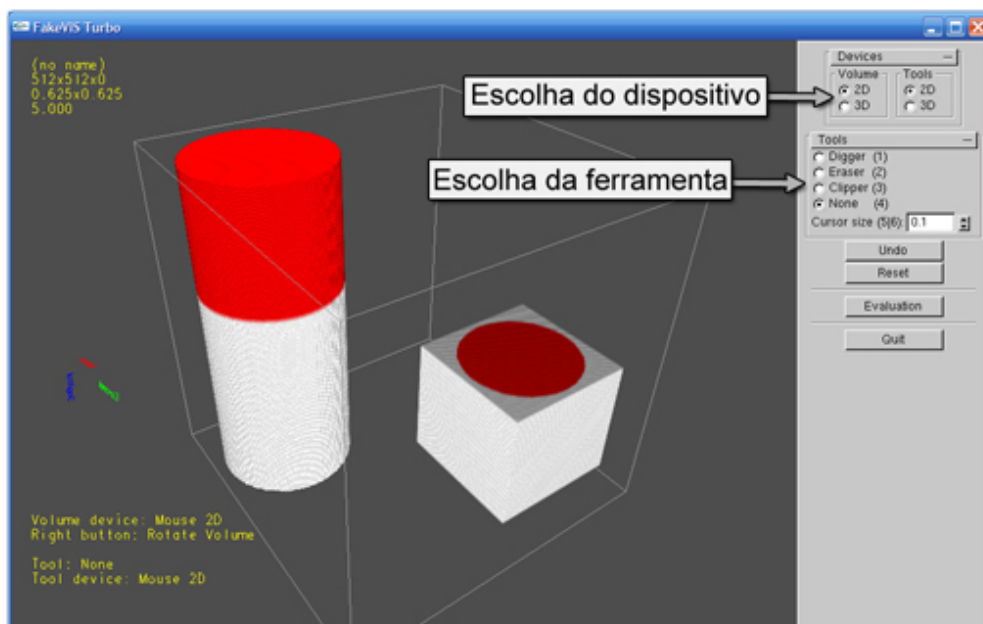 FakeVIS Turbo
(no name)
512x512x0
0.625x0.625
5.000
Devices
Volume
Tools
2D
2D
3D
3D
Escolha do dispositivo
Tools
Digger (1)
Eraser (2)
Clipper (3)
None (4)
Escolha da ferramenta
Cursor size (5|6): 0.1
Undo
Reset
Evaluation
Quit
Volume device: Mouse 2D
Right button: Rotate Volume
Tool: None
Tool device: Mouse 2D